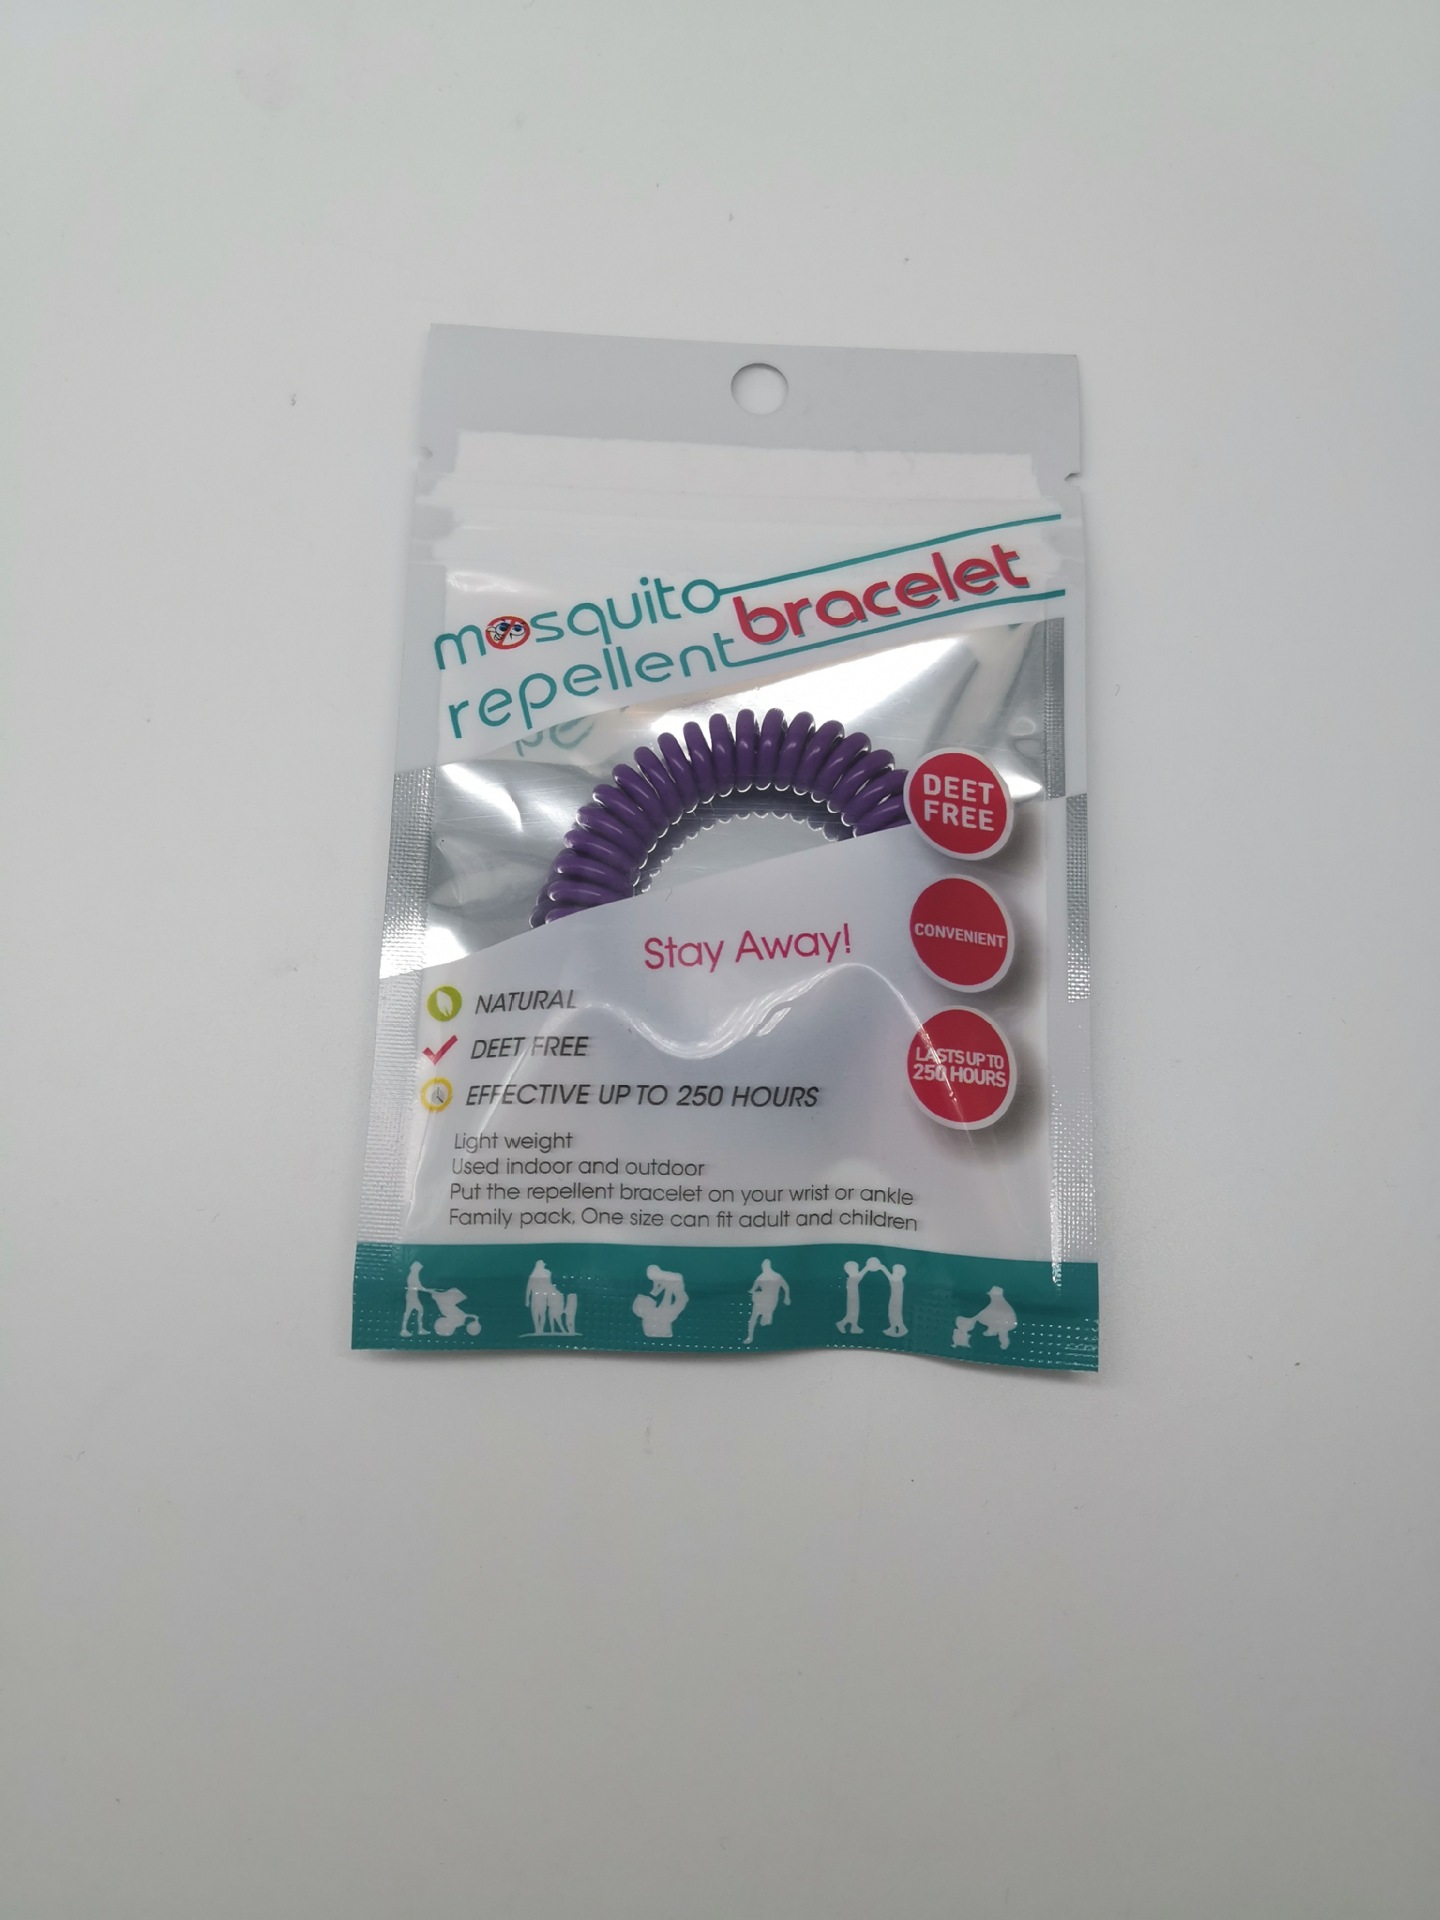 mosquito
repellent
bracelet
DEET
FREE
CONVENIENT
LASTS UP TO
250 HOURS
Stay Away!
NATURAL
DEET FREE
EFFECTIVE UP TO 250 HOURS
Light weight
Used indoor and outdoor
Put the repellent bracelet on your wrist or ankle
Family pack, One size can fit adult and children